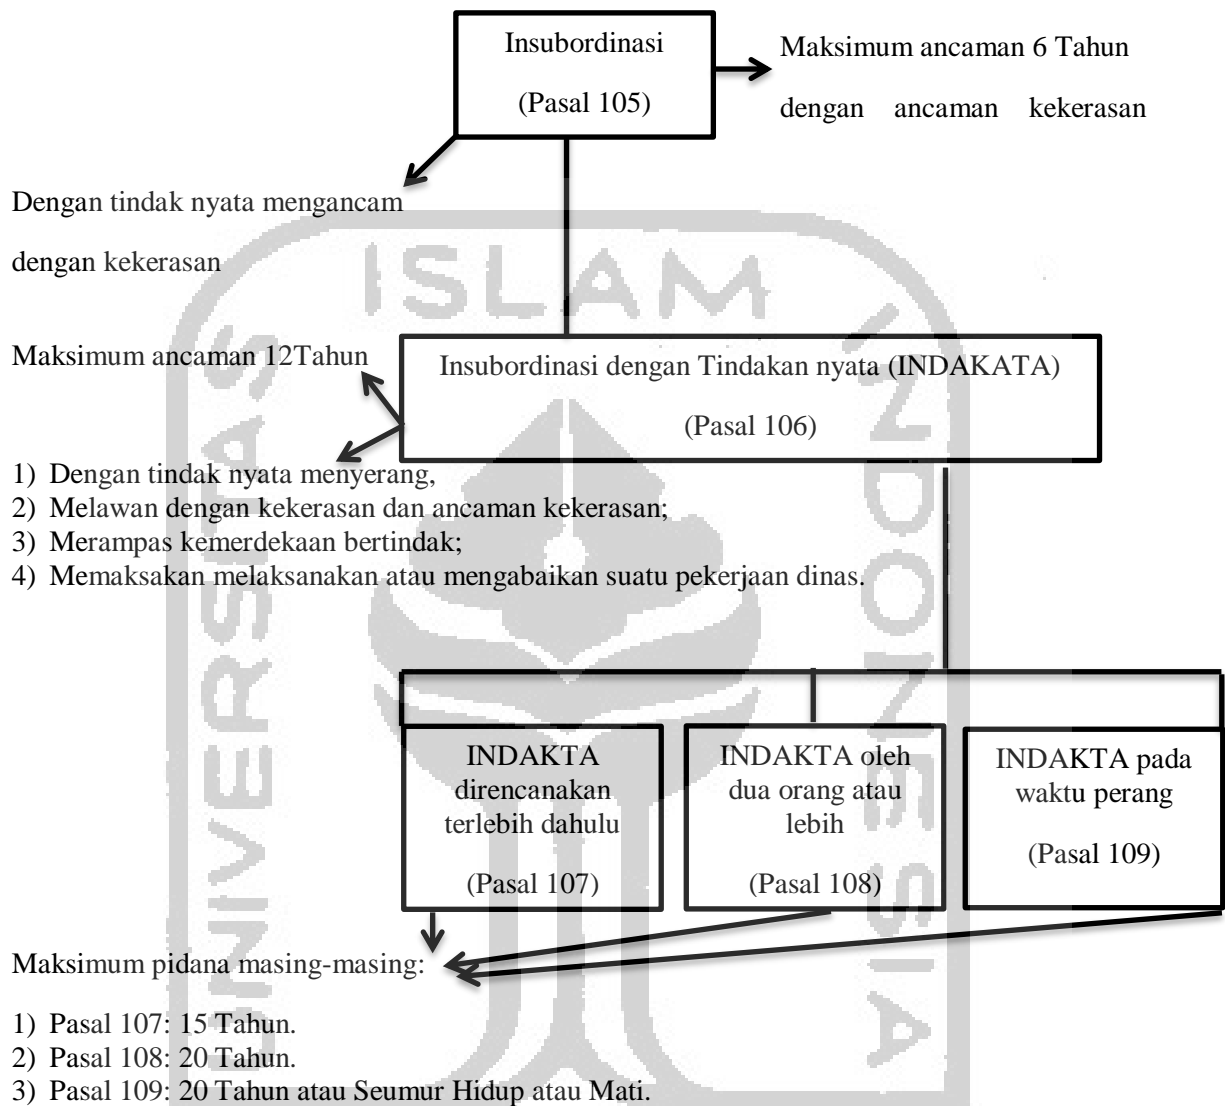 Insubordinasi
(Pasal 105)
Maksimum ancaman 6 Tahun
dengan ancaman kekerasan
Dengan tindak nyata mengancam
dengan kekerasan
Maksimum ancaman 12Tahun
Insubordinasi dengan Tindakan nyata (INDAKATA)
(Pasal 106)
1) Dengan tindak nyata menyerang,
2) Melawan dengan kekerasan dan ancaman kekerasan;
3) Merampas kemerdekaan bertindak;
4) Memaksakan melaksanakan atau mengabaikan suatu pekerjaan dinas.
INDAKTA
direncanakan
terlebih dahulu
(Pasal 107)
INDAKTA oleh
dua orang atau
lebih
(Pasal 108)
INDAKTA pada
waktu perang
(Pasal 109)
Maksimum pidana masing-masing:
1) Pasal 107: 15 Tahun.
2) Pasal 108: 20 Tahun.
3) Pasal 109: 20 Tahun atau Seumur Hidup atau Mati.
UNIVERSITAS
ISLAM
INDONESIA